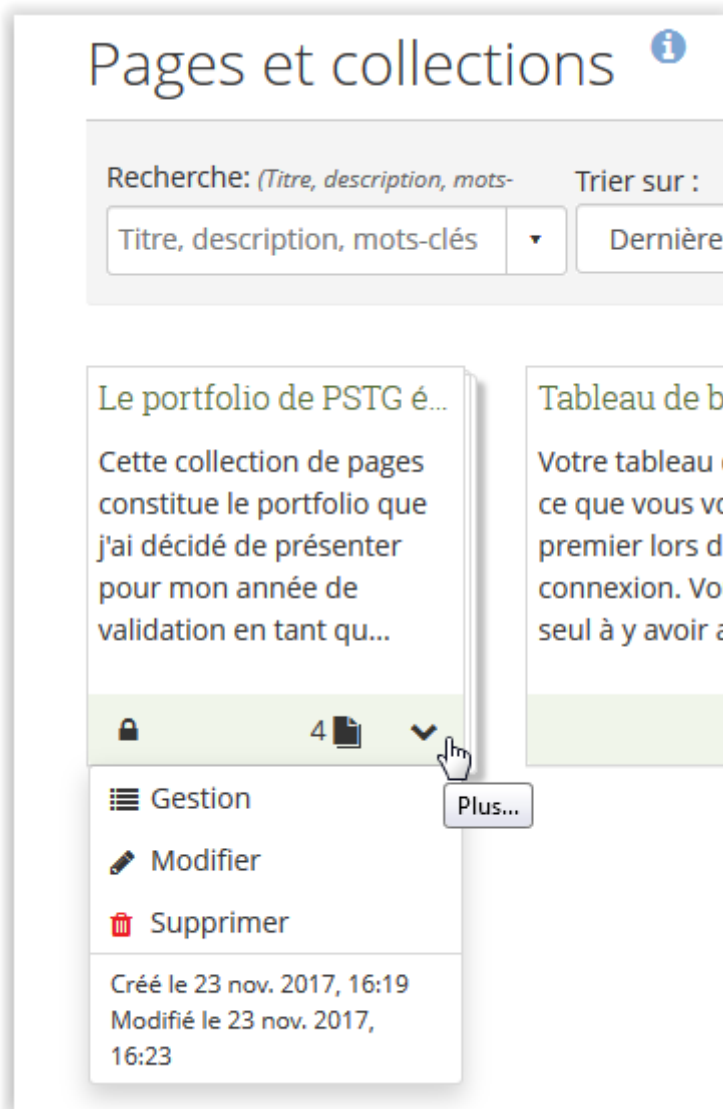 Pages et collections
Recherche: (Titre, description, mots-
Trier sur :
Titre, description, mots-clés
Dernière
Le portfolio de PSTG é...
Cette collection de pages
constitue le portfolio que
j'ai décidé de présenter
pour mon année de
validation en tant qu...
4
Tableau de b
Votre tableau
ce que vous vo
premier lors d
connexion. Vo
seul à y avoir a
Plus...
Gestion
Modifier
Supprimer
Créé le 23 nov. 2017, 16:19
Modifié le 23 nov. 2017,
16:23